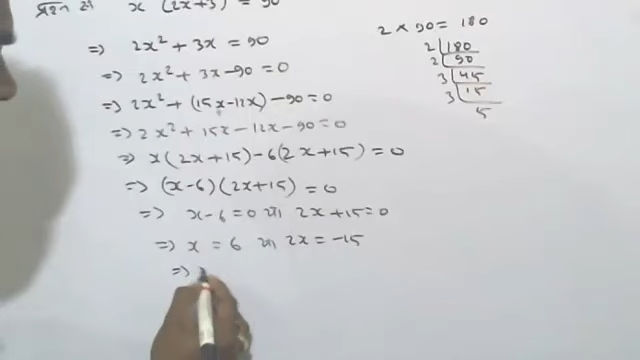 प्रश्न सं x (2x+3) = 90
=> 2x² + 3x = 90
=> 2x² + 3x-90 = 0
=> 2x² + (15x-12x) -90 = 0
=> 2x² + 15x - 12x - 90 = 0
=> x(2x+15) -6(2x+15) = 0
=> (x-6)(2x+15) = 0
=> x-6 = 0 या 2x+15 = 0
=> x = 6 या 2x = -15
=>
2 × 90 = 180
2 180
2 90
3 45
3 15
5